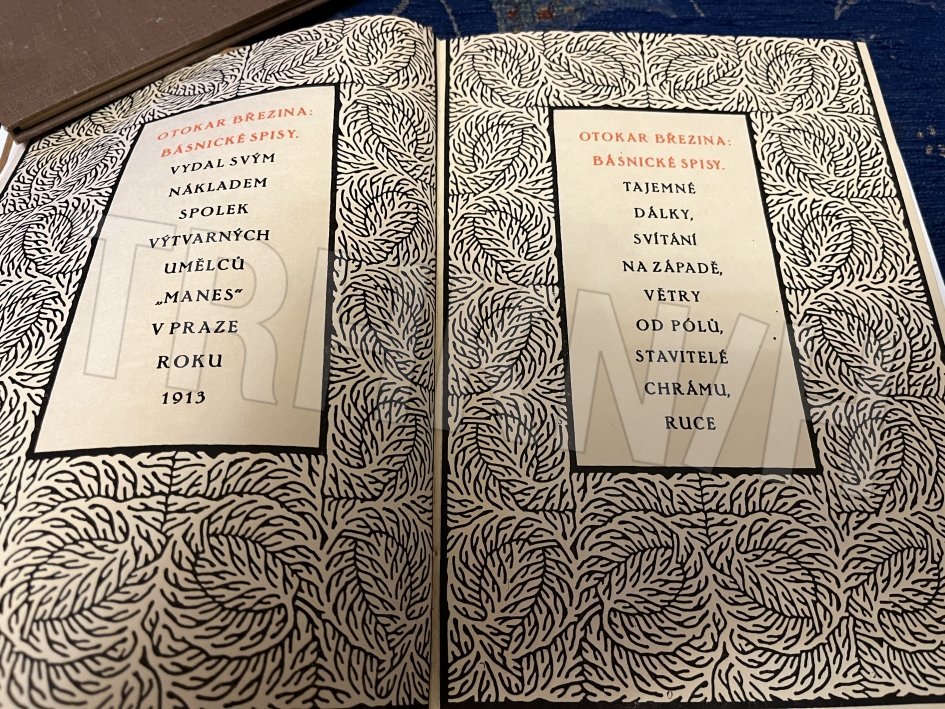 OTOKAR BŘEZINA:
BÁSNICKÉ SPISY.
VYDAL SVÝM
NÁKLADEM
SPOLEK
VÝTVARNÝCH
UMĚLCŮ
„MANES“
V PRAZE
ROKU
1913
OTOKAR BŘEZINA:
BÁSNICKÉ SPISY.
TAJEMNÉ
DÁLKY,
SVÍTÁNÍ
NA ZÁPADĚ,
VĚTRY
OD PÓLŮ,
STAVITELÉ
CHRÁMU,
RUCE